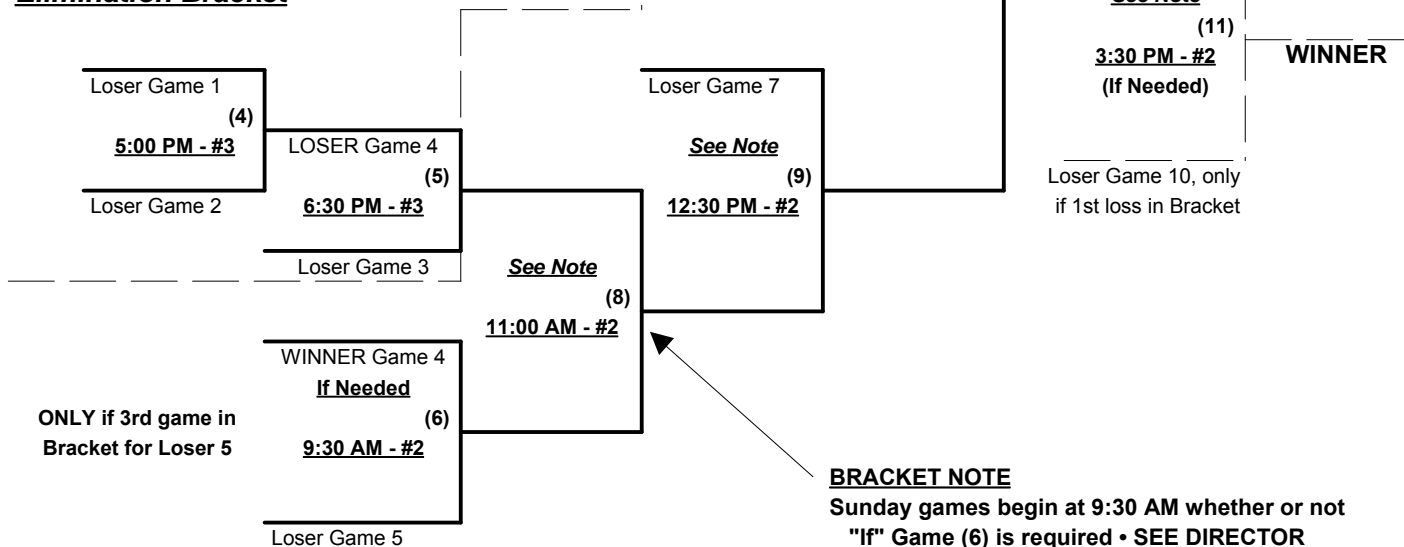 Elimination Bracket
See Note
(11)
3:30 PM - #2
(If Needed)
WINNER
Loser Game 10, only
if 1st loss in Bracket
Loser Game 1
(4)
5:00 PM - #3
Loser Game 2
LOSER Game 4
(5)
6:30 PM - #3
Loser Game 3
Loser Game 7
See Note
(9)
12:30 PM - #2
See Note
(8)
11:00 AM - #2
WINNER Game 4
If Needed
(6)
9:30 AM - #2
Loser Game 5
ONLY if 3rd game in
Bracket for Loser 5
BRACKET NOTE
Sunday games begin at 9:30 AM whether or not
"If" Game (6) is required • SEE DIRECTOR